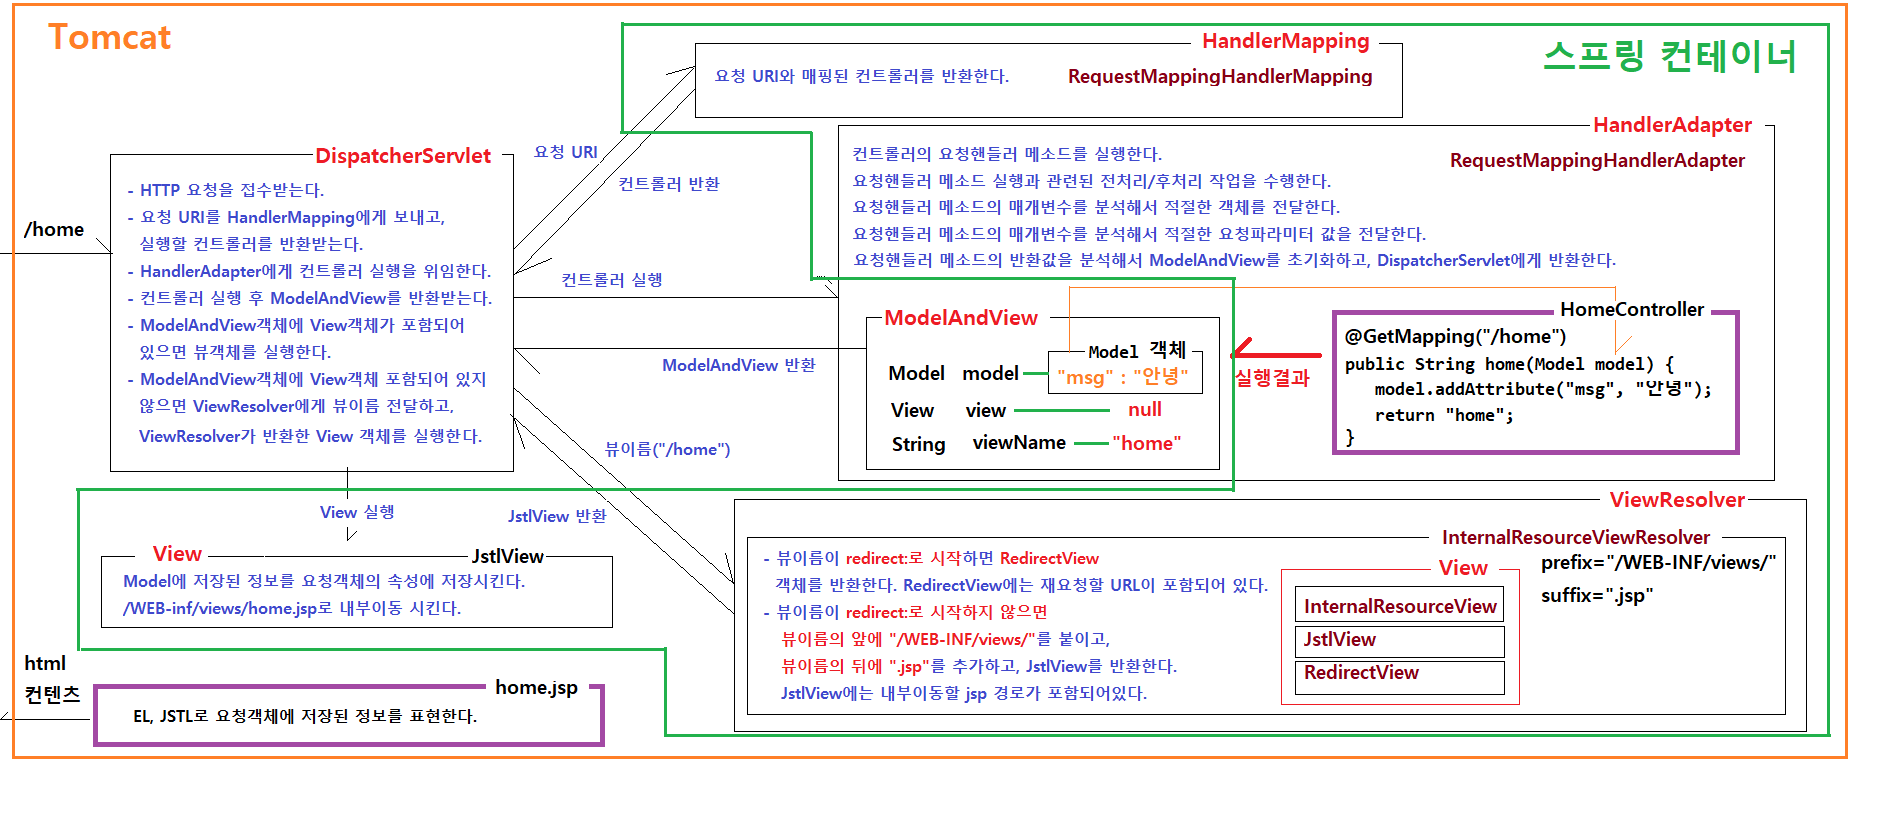 Tomcat
스프링 컨테이너
HandlerMapping
요청 URI와 매핑된 컨트롤러를 반환한다.
RequestMappingHandlerMapping
HandlerAdapter
RequestMappingHandlerAdapter
컨트롤러의 요청핸들러 메소드를 실행한다.
요청핸들러 메소드 실행과 관련된 전처리/후처리 작업을 수행한다.
요청핸들러 메소드의 매개변수를 분석해서 적절한 객체를 전달한다.
요청핸들러 메소드의 매개변수를 분석해서 적절한 요청파라미터 값을 전달한다.
요청핸들러 메소드의 반환값을 분석해서 ModelAndView를 초기화하고, DispatcherServlet에게 반환한다.
DispatcherServlet
- HTTP 요청을 접수받는다.
- 요청 URI를 HandlerMapping에게 보내고,
실행할 컨트롤러를 반환받는다.
- HandlerAdapter에게 컨트롤러 실행을 위임한다.
- 컨트롤러 실행 후 ModelAndView를 반환받는다.
- ModelAndView객체에 View객체가 포함되어
있으면 뷰객체를 실행한다.
- ModelAndView객체에 View객체 포함되어 있지
않으면 ViewResolver에게 뷰이름 전달하고,
ViewResolver가 반환한 View 객체를 실행한다.
/home
요청 URI
컨트롤러 반환
컨트롤러 실행
ModelAndView 반환
뷰이름("/home")
JstlView 반환
View 실행
ModelAndView
Model 객체
Model model
"msg" : "안녕"
View view
null
String viewName
"home"
실행결과
HomeController
@GetMapping("/home")
public String home(Model model) {
model.addAttribute("msg", "안녕");
return "home";
}
View
JstlView
Model에 저장된 정보를 요청객체의 속성에 저장시킨다.
/WEB-inf/views/home.jsp로 내부이동 시킨다.
ViewResolver
InternalResourceViewResolver
prefix="/WEB-INF/views/"
suffix=".jsp"
- 뷰이름이 redirect:로 시작하면 RedirectView
객체를 반환한다. RedirectView에는 재요청할 URL이 포함되어 있다.
- 뷰이름이 redirect:로 시작하지 않으면
뷰이름의 앞에 "/WEB-INF/views/"를 붙이고,
뷰이름의 뒤에 ".jsp"를 추가하고, JstlView를 반환한다.
JstlView에는 내부이동할 jsp 경로가 포함되어있다.
View
InternalResourceView
JstlView
RedirectView
html
컨텐츠
home.jsp
EL, JSTL로 요청객체에 저장된 정보를 표현한다.